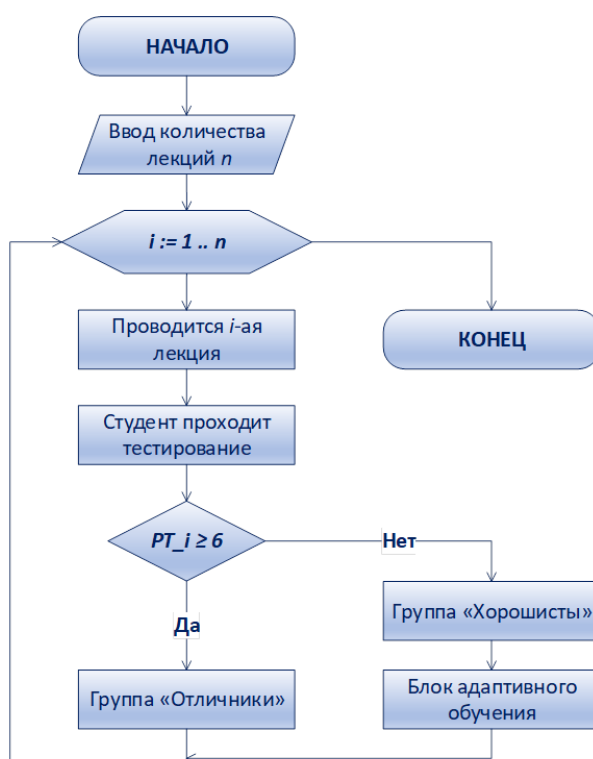 НАЧАЛО
Ввод количества
лекций n
i := 1 .. n
Проводится i-ая
лекция
КОНЕЦ
Студент проходит
тестирование
PT_i ≥ 6
Нет
Группа «Хорошисты»
Да
Группа «Отличники»
Блок адаптивного
обучения